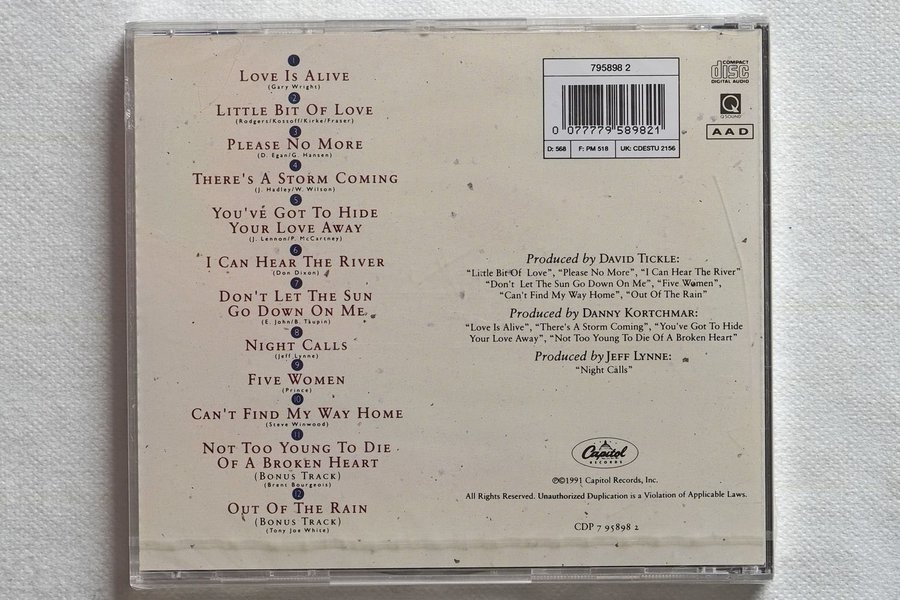 1
LOVE IS ALIVE
(Gary Wright)
2
LITTLE BIT OF LOVE
(Rodgers/Kossoff/Kirke/Fraser)
3
PLEASE NO MORE
(D. Egan/G. Hansen)
4
THERE'S A STORM COMING
(J. Hadley/W. Wilson)
5
YOU'VE GOT TO HIDE
YOUR LOVE AWAY
(J. Lennon/P. McCartney)
6
I CAN HEAR THE RIVER
(Don Dixon)
7
DON'T LET THE SUN
GO DOWN ON ME
(E. John/B. Taupin)
8
NIGHT CALLS
(Jeff Lynne)
9
FIVE WOMEN
(Prince)
10
CAN'T FIND MY WAY HOME
(Steve Winwood)
11
NOT TOO YOUNG TO DIE
OF A BROKEN HEART
(BONUS TRACK)
(Brent Bourgeois)
12
OUT OF THE RAIN
(BONUS TRACK)
(Tony Joe White)
795898 2
0 077779 589821
D: 568 F: PM 518 UK: CDESTU 2156
COMPACT
disc
DIGITAL AUDIO
Q
QSOUND
AAD
Produced by DAVID TICKLE:
"Little Bit Of Love", "Please No More", "I Can Hear The River"
"Don't Let The Sun Go Down On Me", "Five Women",
"Can't Find My Way Home", "Out Of The Rain"
Produced by DANNY KORTCHMAR:
"Love Is Alive", "There's A Storm Coming", "You've Got To Hide
Your Love Away", "Not Too Young To Die Of A Broken Heart"
Produced by JEFF LYNNE:
"Night Calls"
Capitol
RECORDS
℗©1991 Capitol Records, Inc.
All Rights Reserved. Unauthorized Duplication is a Violation of Applicable Laws.
CDP 7 95898 2